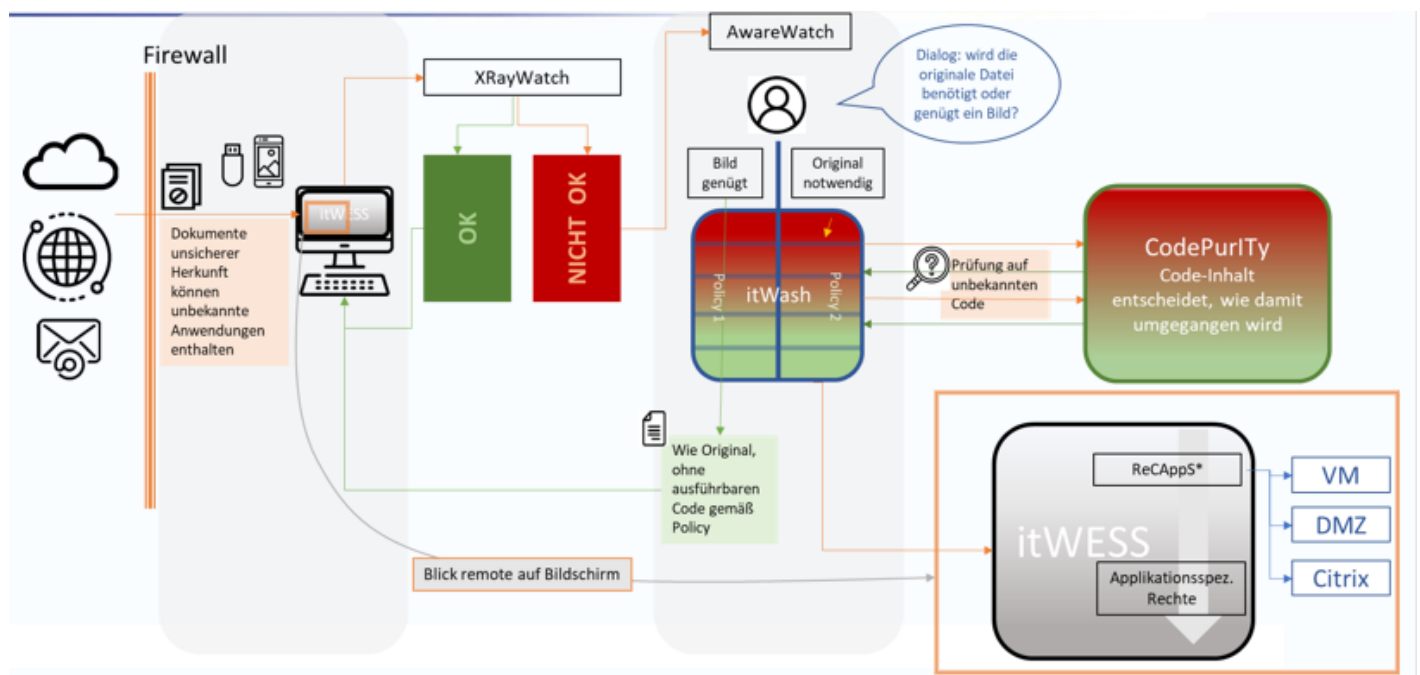 Firewall
XRayWatch
AwareWatch
Dialog: wird die
originale Datei
benötigt oder
genügt ein Bild?
itWESS
Dokumente
unsicherer
Herkunft
können
unbekannte
Anwendungen
enthalten
OK
NICHT OK
Bild
genügt
Original
notwendig
Policy 1
itWash
Policy 2
Prüfung auf
unbekannten
Code
CodePurITy
Code-Inhalt
entscheidet, wie damit
umgegangen wird
Wie Original,
ohne
ausführbaren
Code gemäß
Policy
Blick remote auf Bildschirm
ReCAppS*
itWESS
Applikationsspez.
Rechte
VM
DMZ
Citrix